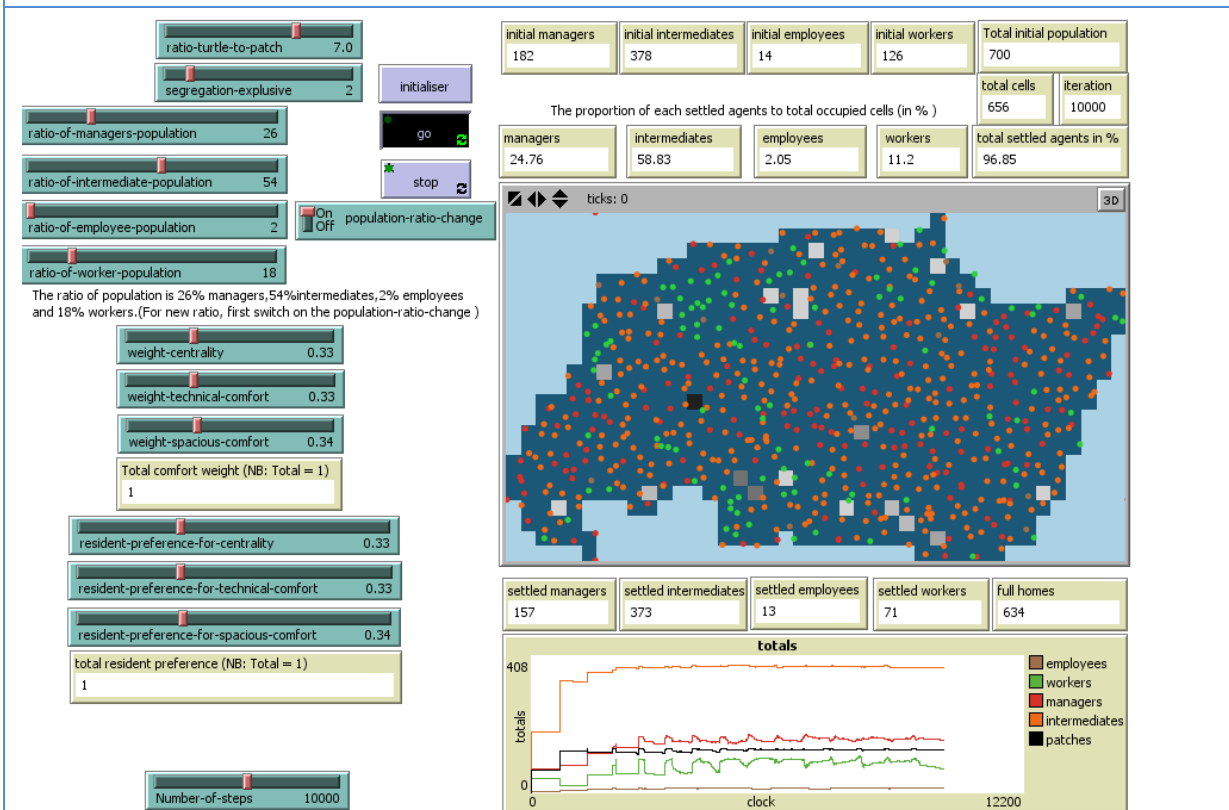 ratio-turtle-to-patch 7.0
segregation-explusive 2
initialiser
ratio-of-managers-population 26
go
ratio-of-intermediate-population 54
stop
ratio-of-employee-population 2
On
Off
population-ratio-change
ratio-of-worker-population 18
The ratio of population is 26% managers,54%intermediates,2% employees
and 18% workers.(For new ratio, first switch on the population-ratio-change )
weight-centrality 0.33
weight-technical-comfort 0.33
weight-spacious-comfort 0.34
Total comfort weight (NB: Total = 1)
1
resident-preference-for-centrality 0.33
resident-preference-for-technical-comfort 0.33
resident-preference-for-spacious-comfort 0.34
total resident preference (NB: Total = 1)
1
Number-of-steps 10000
initial managers
182
initial intermediates
378
initial employees
14
initial workers
126
Total initial population
700
total cells
656
iteration
10000
The proportion of each settled agents to total occupied cells (in % )
managers
24.76
intermediates
58.83
employees
2.05
workers
11.2
total settled agents in %
96.85
ticks: 0
3D
settled managers
157
settled intermediates
373
settled employees
13
settled workers
71
full homes
634
totals
408
totals
0
0
clock
12200
employees
workers
managers
intermediates
patches